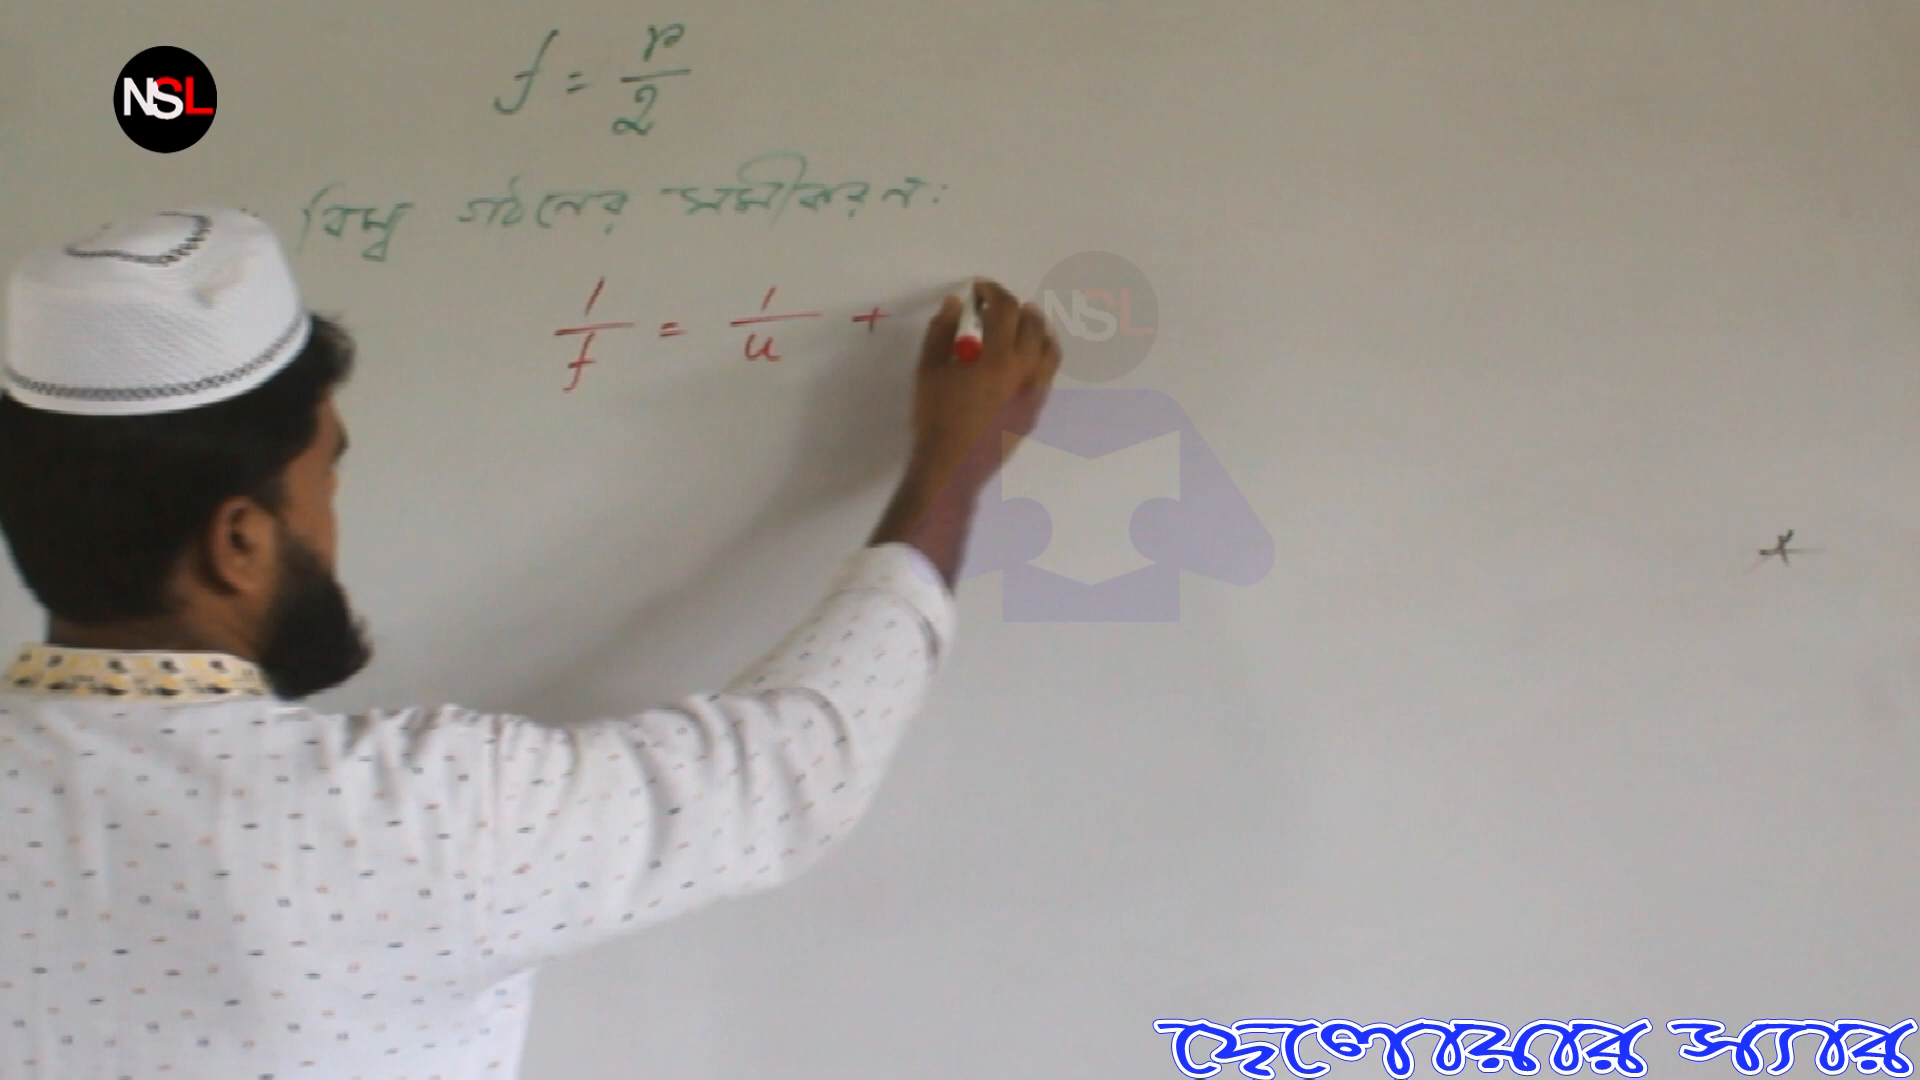 NSL
f = r/2
বিম্ব গঠনের সমীকরণ:
1/f = 1/u +
NSL
দেলোয়ার স্যার